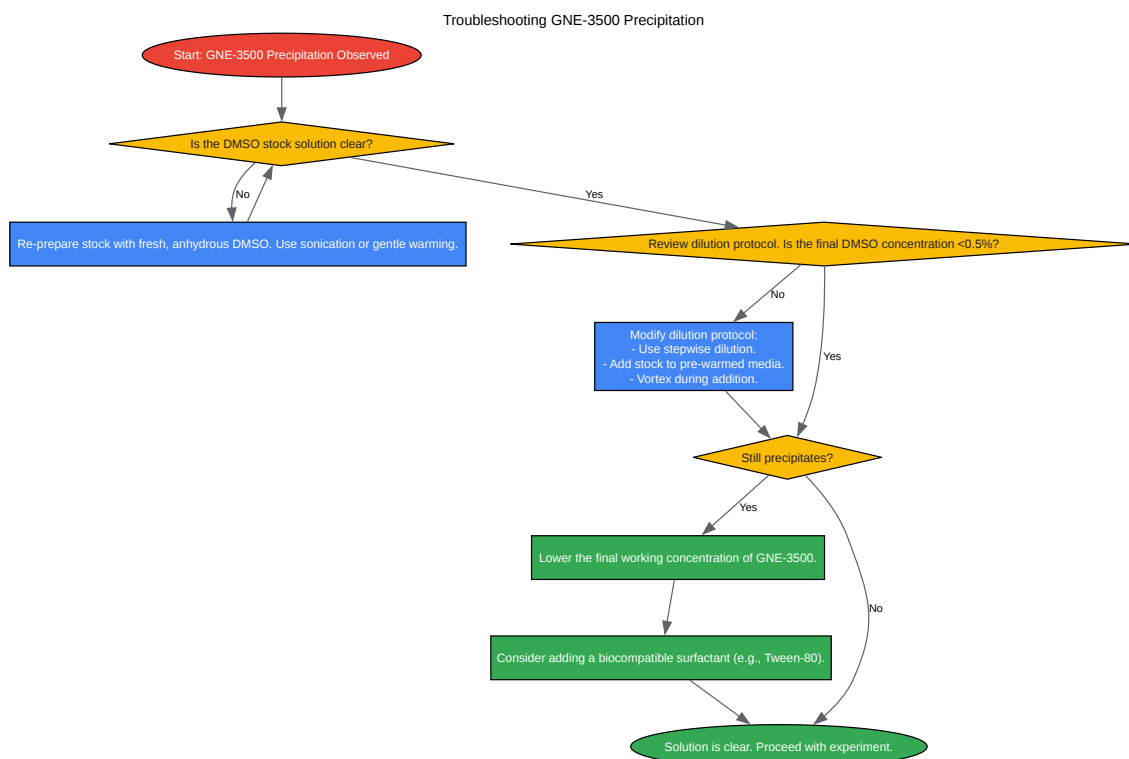 Troubleshooting GNE-3500 Precipitation
Start: GNE-3500 Precipitation Observed
Is the DMSO stock solution clear?
No
Yes
Re-prepare stock with fresh, anhydrous DMSO. Use sonication or gentle warming.
Review dilution protocol. Is the final DMSO concentration <0.5%?
No
Modify dilution protocol:
- Use stepwise dilution.
- Add stock to pre-warmed media.
- Vortex during addition.
Yes
Still precipitates?
Yes
Lower the final working concentration of GNE-3500.
No
Consider adding a biocompatible surfactant (e.g., Tween-80).
Solution is clear. Proceed with experiment.